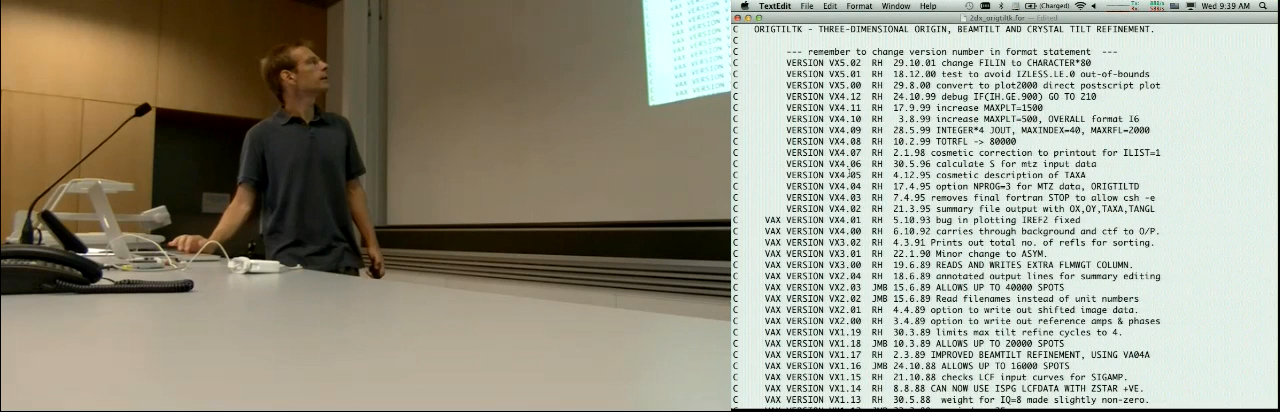 TextEdit File Edit Format Window Help (Charged) Wed 9:39 AM
2dx_origtiltk.for — Edited
C ORIGTILTK - THREE-DIMENSIONAL ORIGIN, BEAMTILT AND CRYSTAL TILT REFINEMENT.
C
C --- remember to change version number in format statement ---
C VERSION VX5.02 RH 29.10.01 change FILIN to CHARACTER*80
C VERSION VX5.01 RH 18.12.00 test to avoid IZLESS.LE.0 out-of-bounds
C VERSION VX5.00 RH 29.8.00 convert to plot2000 direct postscript plot
C VERSION VX4.12 RH 24.10.99 debug IF(IH.GE.900) GO TO 210
C VERSION VX4.11 RH 17.9.99 increase MAXPLT=1500
C VERSION VX4.10 RH 3.8.99 increase MAXPLT=500, OVERALL format I6
C VERSION VX4.09 RH 28.5.99 INTEGER*4 JOUT, MAXINDEX=40, MAXRFL=2000
C VERSION VX4.08 RH 10.2.99 TOTRFL -> 80000
C VERSION VX4.07 RH 2.1.98 cosmetic correction to printout for ILIST=1
C VERSION VX4.06 RH 30.5.96 calculate S for mtz input data
C VERSION VX4.05 RH 4.12.95 cosmetic description of TAXA
C VERSION VX4.04 RH 17.4.95 option NPROG=3 for MTZ data, ORIGTILTD
C VERSION VX4.03 RH 7.4.95 removes final fortran STOP to allow csh -e
C VERSION VX4.02 RH 21.3.95 summary file output with OX,OY,TAXA,TANGL
C VAX VERSION VX4.01 RH 5.10.93 bug in plotting IREF2 fixed
C VAX VERSION VX4.00 RH 6.10.92 carries through background and ctf to O/P.
C VAX VERSION VX3.02 RH 4.3.91 Prints out total no. of refls for sorting.
C VAX VERSION VX3.01 RH 22.1.90 Minor change to ASYM.
C VAX VERSION VX3.00 RH 19.6.89 READS AND WRITES EXTRA FLMWGT COLUMN.
C VAX VERSION VX2.04 RH 18.6.89 annotated output lines for summary editing
C VAX VERSION VX2.03 JMB 15.6.89 ALLOWS UP TO 40000 SPOTS
C VAX VERSION VX2.02 JMB 15.6.89 Read filenames instead of unit numbers
C VAX VERSION VX2.01 RH 4.4.89 option to write out shifted image data.
C VAX VERSION VX2.00 RH 3.4.89 option to write out reference amps & phases
C VAX VERSION VX1.19 RH 30.3.89 limits max tilt refine cycles to 4.
C VAX VERSION VX1.18 JMB 10.3.89 ALLOWS UP TO 20000 SPOTS
C VAX VERSION VX1.17 RH 2.3.89 IMPROVED BEAMTILT REFINEMENT, USING VA04A
C VAX VERSION VX1.16 JMB 24.10.88 ALLOWS UP TO 16000 SPOTS
C VAX VERSION VX1.15 RH 21.10.88 checks LCF input curves for SIGAMP.
C VAX VERSION VX1.14 RH 8.8.88 CAN NOW USE ISPG LCFDATA WITH ZSTAR +VE.
C VAX VERSION VX1.13 RH 30.5.88 weight for IQ=8 made slightly non-zero.